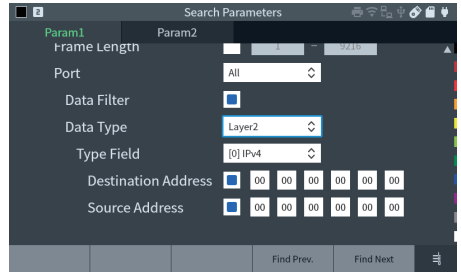 2 Search Parameters
Param1 Param2
Frame Length 1 – 9216
Port All
Data Filter
Data Type Layer2
Type Field [0] IPv4
Destination Address 00 00 00 00 00 00
Source Address 00 00 00 00 00 00
Find Prev. Find Next